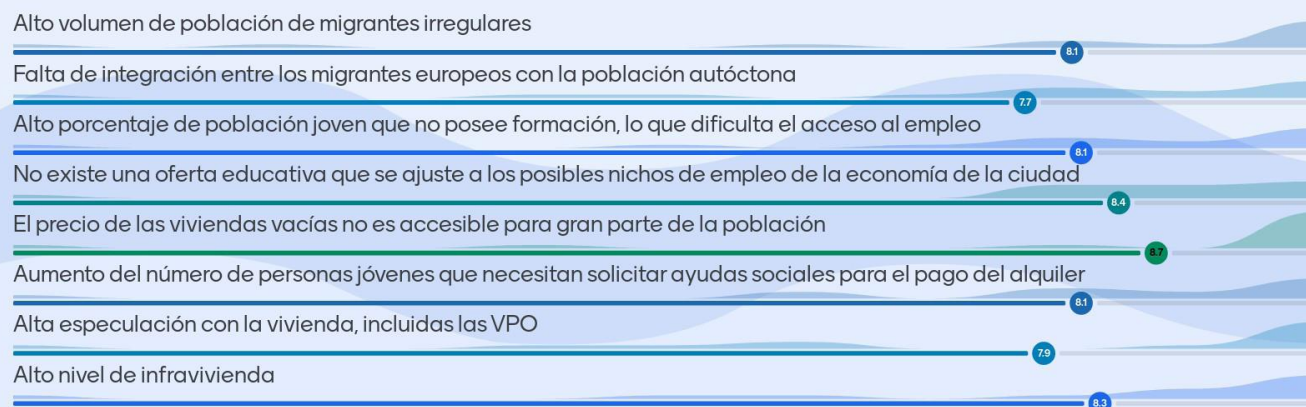 Alto volumen de población de migrantes irregulares
8.1
Falta de integración entre los migrantes europeos con la población autóctona
7.7
Alto porcentaje de población joven que no posee formación, lo que dificulta el acceso al empleo
8.1
No existe una oferta educativa que se ajuste a los posibles nichos de empleo de la economía de la ciudad
8.4
El precio de las viviendas vacías no es accesible para gran parte de la población
8.7
Aumento del número de personas jóvenes que necesitan solicitar ayudas sociales para el pago del alquiler
8.1
Alta especulación con la vivienda, incluidas las VPO
7.9
Alto nivel de infravivienda
8.3